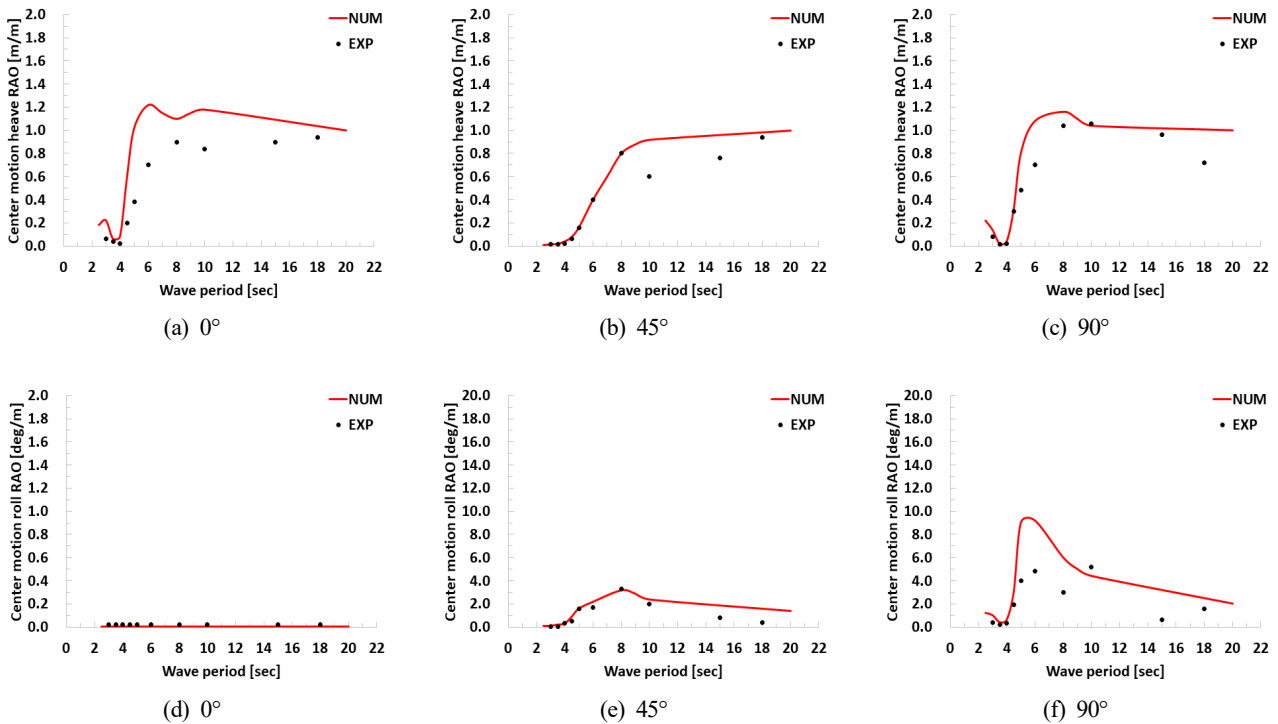 Center motion heave RAO [m/m]
2.0
1.8
1.6
1.4
1.2
1.0
0.8
0.6
0.4
0.2
0.0
NUM
EXP
0 2 4 6 8 10 12 14 16 18 20 22
Wave period [sec]
(a) 0°
Center motion heave RAO [m/m]
2.0
1.8
1.6
1.4
1.2
1.0
0.8
0.6
0.4
0.2
0.0
NUM
EXP
0 2 4 6 8 10 12 14 16 18 20 22
Wave period [sec]
(b) 45°
Center motion heave RAO [m/m]
2.0
1.8
1.6
1.4
1.2
1.0
0.8
0.6
0.4
0.2
0.0
NUM
EXP
0 2 4 6 8 10 12 14 16 18 20 22
Wave period [sec]
(c) 90°
Center motion roll RAO [deg/m]
2.0
1.8
1.6
1.4
1.2
1.0
0.8
0.6
0.4
0.2
0.0
NUM
EXP
0 2 4 6 8 10 12 14 16 18 20 22
Wave period [sec]
(d) 0°
Center motion roll RAO [deg/m]
20.0
18.0
16.0
14.0
12.0
10.0
8.0
6.0
4.0
2.0
0.0
NUM
EXP
0 2 4 6 8 10 12 14 16 18 20 22
Wave period [sec]
(e) 45°
Center motion roll RAO [deg/m]
20.0
18.0
16.0
14.0
12.0
10.0
8.0
6.0
4.0
2.0
0.0
NUM
EXP
0 2 4 6 8 10 12 14 16 18 20 22
Wave period [sec]
(f) 90°